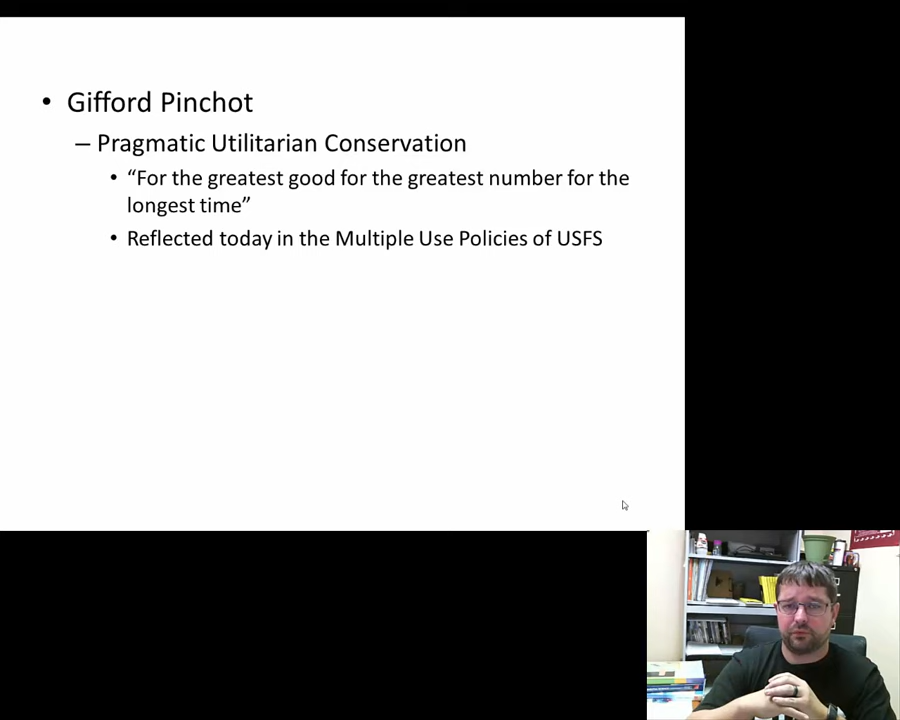 • Gifford Pinchot
– Pragmatic Utilitarian Conservation
• “For the greatest good for the greatest number for the
longest time”
• Reflected today in the Multiple Use Policies of USFS